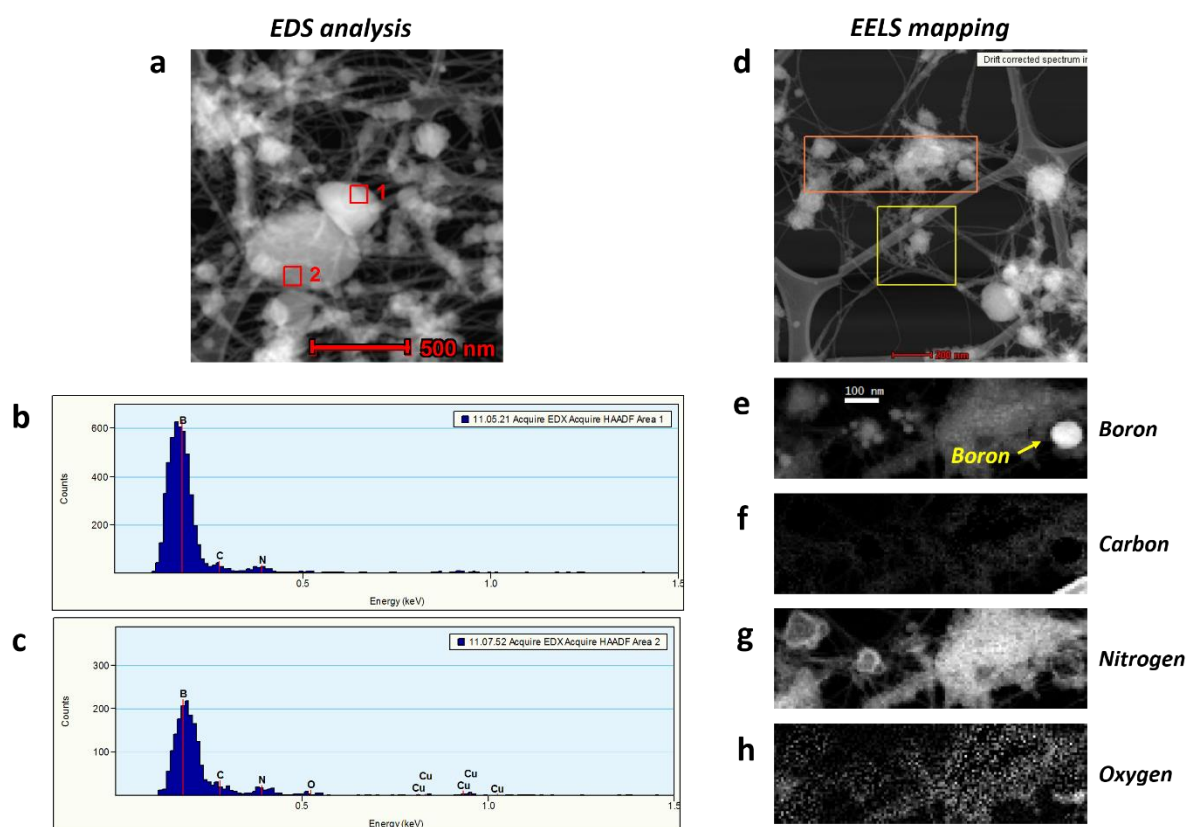 EDS analysis
EELS mapping
a
1
2
500 nm
d
Drift corrected spectrum in
200 nm
b
11.05.21 Acquire EDX Acquire HAADF Area 1
Counts
600
400
200
B
C
N
0.5
1.0
1.5
Energy (keV)
c
11.07.52 Acquire EDX Acquire HAADF Area 2
Counts
300
200
100
B
C
N
O
Cu
Cu
Cu
Cu
Cu
0.5
1.0
1.5
Energy (keV)
e
100 nm
Boron
Boron
f
Carbon
g
Nitrogen
h
Oxygen